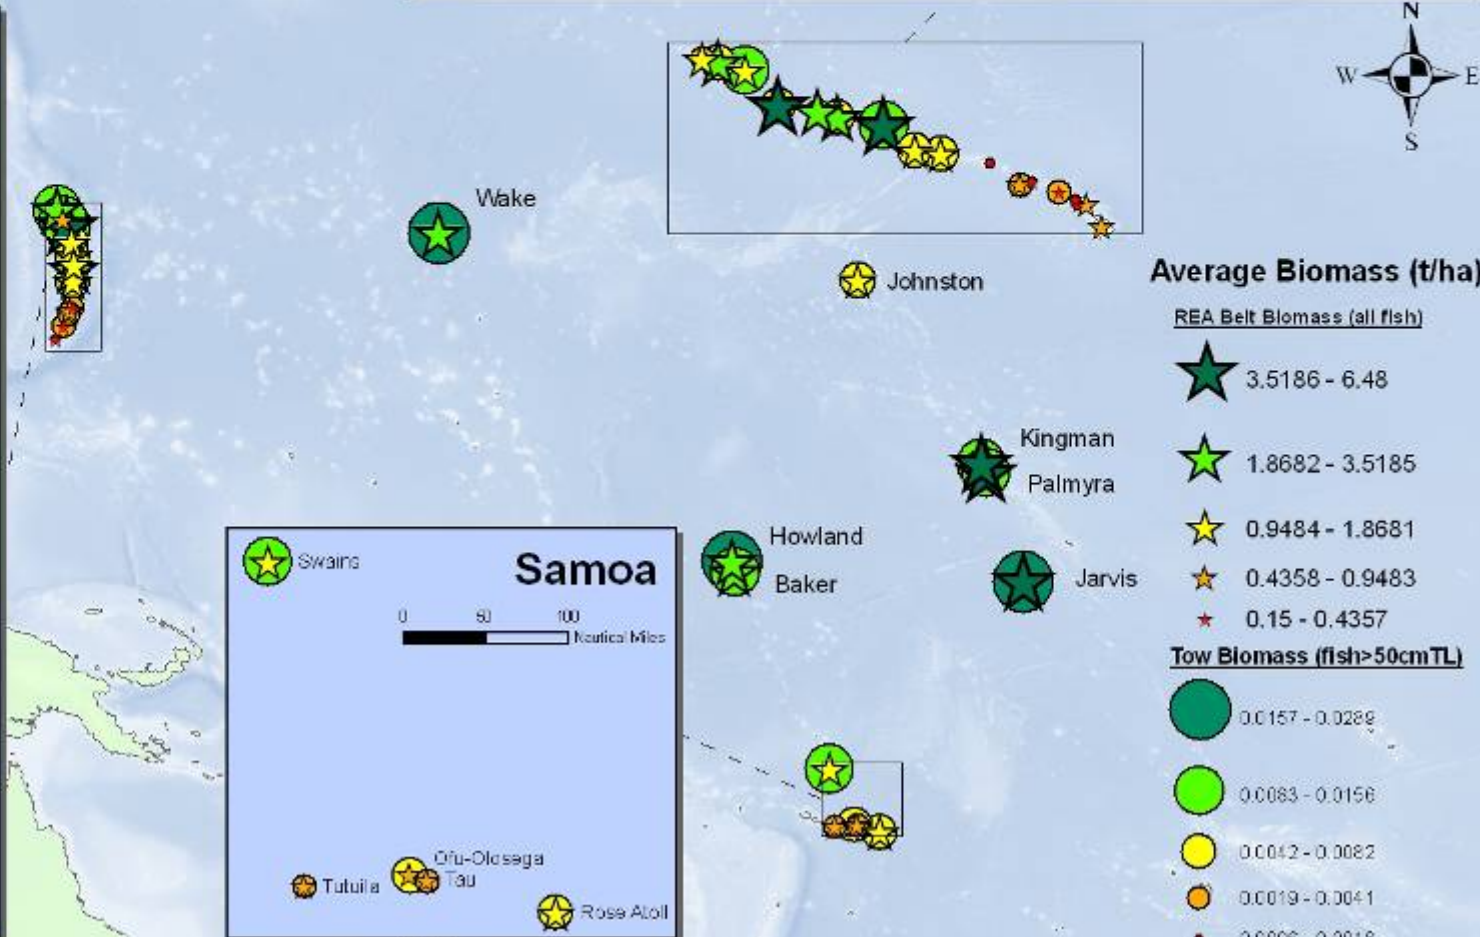 N
W E
S
Wake
Johnston
Average Biomass (t/ha)
REA Belt Biomass (all fish)
3.5186 - 6.48
1.8682 - 3.5185
0.9484 - 1.8681
0.4358 - 0.9483
0.15 - 0.4357
Kingman
Palmyra
Howland
Baker
Jarvis
Tow Biomass (fish>50cmTL)
0.0157 - 0.0289
0.0083 - 0.0156
0.0042 - 0.0082
0.0019 - 0.0041
Swains
Samoa
0 50 100
Nautical Miles
Ofu-Olosega
Tau
Tutuila
Rose Atoll